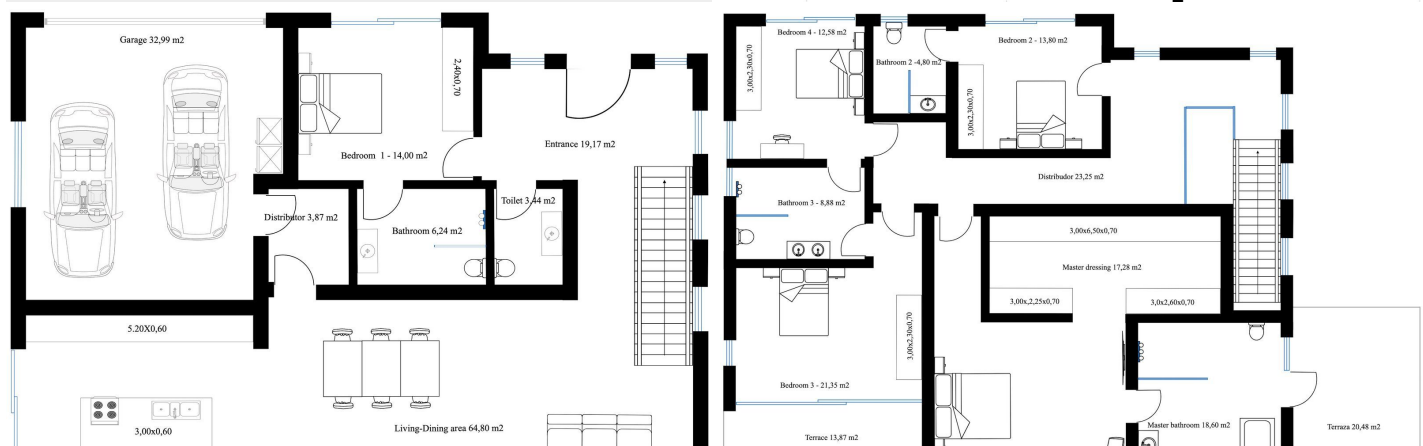 Garage 32,99 m2
2,40x0,70
Bedroom 1 - 14,00 m2
Entrance 19,17 m2
Distributor 3,87 m2
Bathroom 6,24 m2
Toilet 3,44 m2
5.20X0,60
3,00x0,60
Living-Dining area 64,80 m2
Bedroom 4 - 12,58 m2
3,00x2,30x0,70
Bathroom 2 -4,80 m2
Bedroom 2 - 13,80 m2
3,00x2,30x0,70
Distribudor 23,25 m2
Bathroom 3 - 8,88 m2
3,00x6,50x0,70
Master dressing 17,28 m2
3,00x,2,25x0,70
3,0x2,60x0,70
3,00x2,30x0,70
Bedroom 3 - 21,35 m2
Terrace 13,87 m2
Master bathroom 18,60 m2
Terraza 20,48 m2